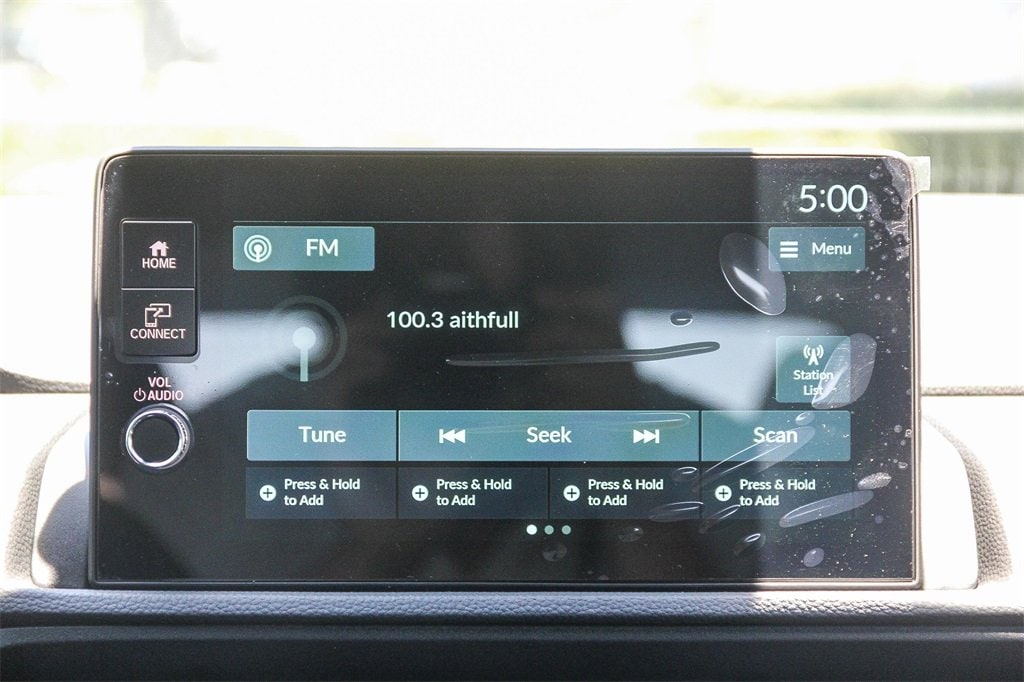 5:00
HOME
FM
Menu
CONNECT
100.3 aithfull
Station
List
VOL
AUDIO
Tune
Seek
Scan
Press & Hold
to Add
Press & Hold
to Add
Press & Hold
to Add
Press & Hold
to Add